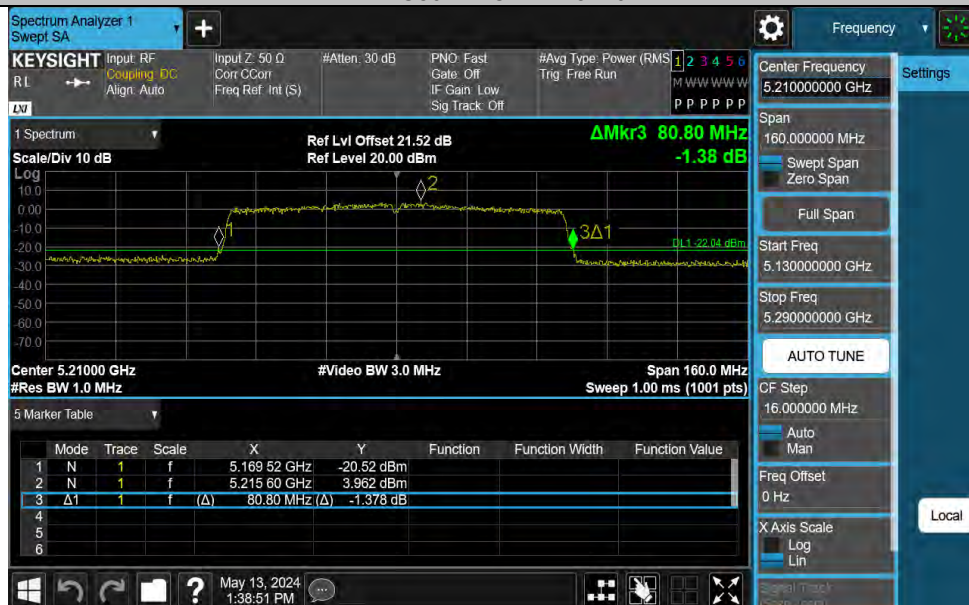 Spectrum Analyzer 1
Swept SA
Frequency
KEYSIGHT Input: RF Input Z: 50 Ω #Atten: 30 dB PNO: Fast #Avg Type: Power (RMS 1 2 3 4 5 6
RL Coupling: DC Corr CCorr Gate: Off Trig: Free Run M W W W W W
Align: Auto Freq Ref: Int (S) IF Gain: Low
LXI Sig Track: Off P P P P P P
1 Spectrum
Ref Lvl Offset 21.52 dB ΔMkr3 80.80 MHz
Scale/Div 10 dB Ref Level 20.00 dBm -1.38 dB
Log
10.0
0.00
-10.0
-20.0
-30.0
-40.0
-50.0
-60.0
-70.0
1
2
3Δ1
DL1 -22.04 dBm
Center 5.21000 GHz #Video BW 3.0 MHz Span 160.0 MHz
#Res BW 1.0 MHz Sweep 1.00 ms (1001 pts)
5 Marker Table
Mode Trace Scale X Y Function Function Width Function Value
1 N 1 f 5.169 52 GHz -20.52 dBm
2 N 1 f 5.215 60 GHz 3.962 dBm
3 Δ1 1 f (Δ) 80.80 MHz (Δ) -1.378 dB
4
5
6
May 13, 2024
1:38:51 PM
Center Frequency
5.210000000 GHz
Settings
Span
160.000000 MHz
Swept Span
Zero Span
Full Span
Start Freq
5.130000000 GHz
Stop Freq
5.290000000 GHz
AUTO TUNE
CF Step
16.000000 MHz
Auto
Man
Freq Offset
0 Hz
Local
X Axis Scale
Log
Lin
Signal Track